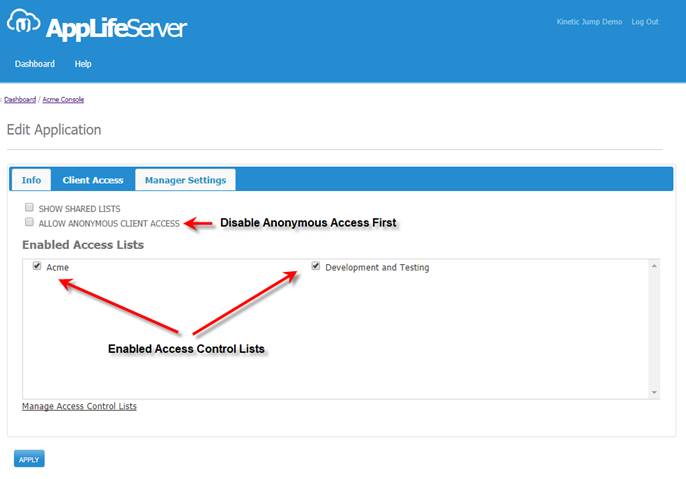 AppLifeServer
Kinetic Jump Demo Log Out
Dashboard Help
: Dashboard / Acme Console
Edit Application
Info Client Access Manager Settings
SHOW SHARED LISTS
ALLOW ANONYMOUS CLIENT ACCESS Disable Anonymous Access First
Enabled Access Lists
Acme Development and Testing
Enabled Access Control Lists
Manage Access Control Lists
APPLY